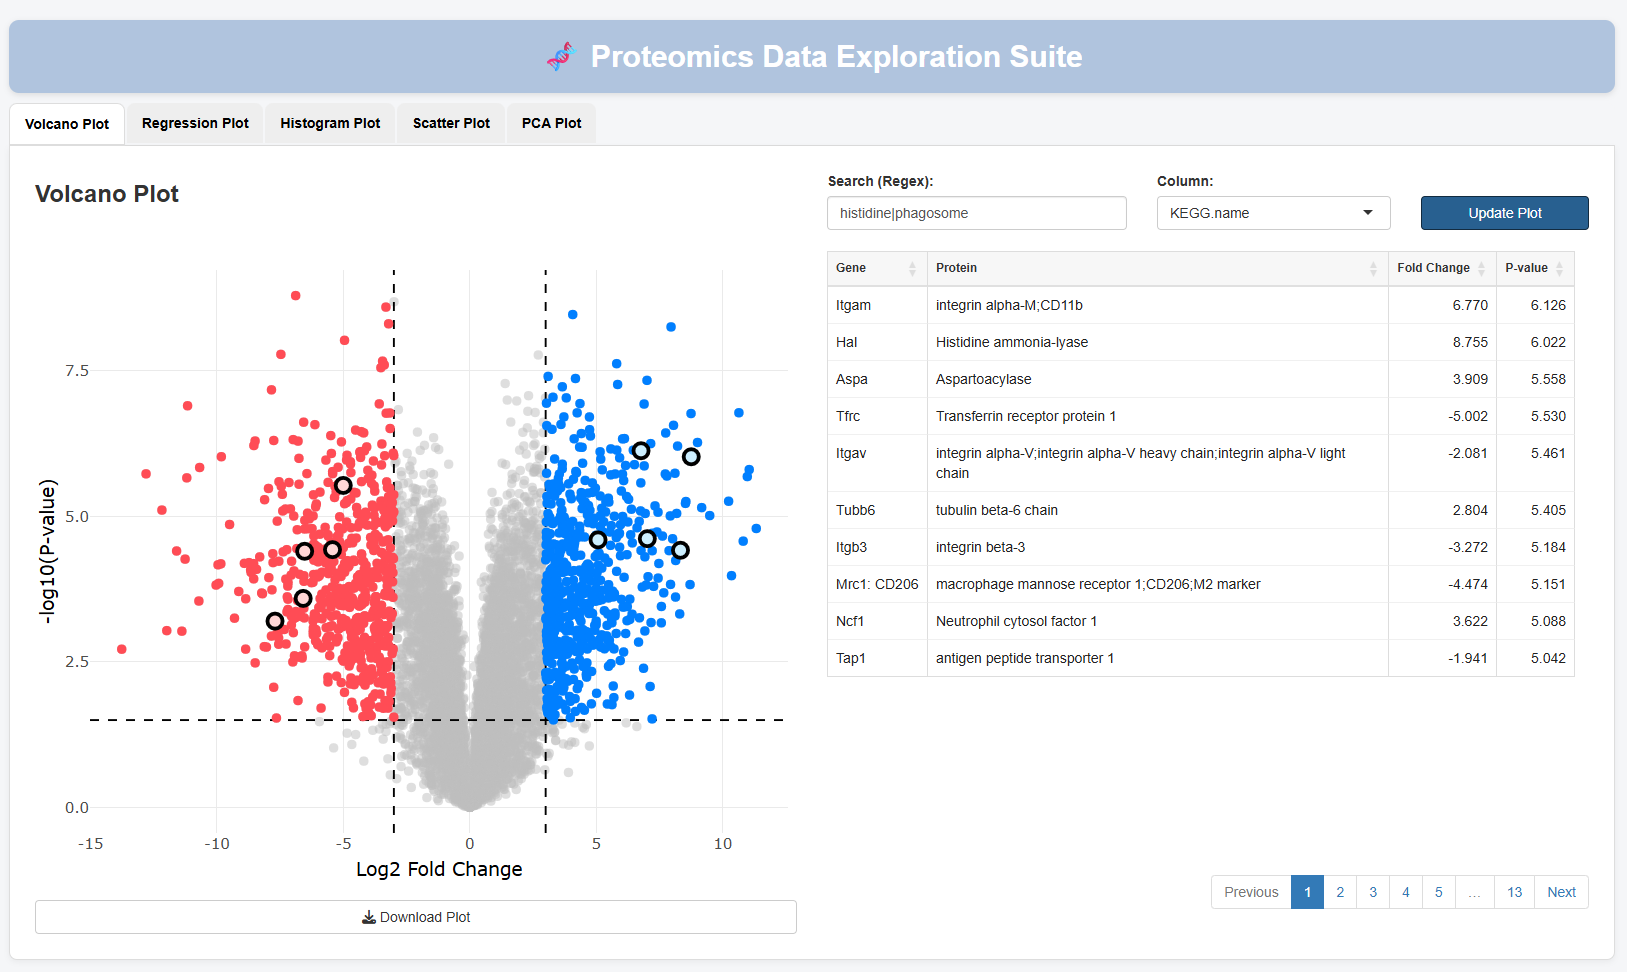 Proteomics Data Exploration Suite
Volcano Plot
Regression Plot
Histogram Plot
Scatter Plot
PCA Plot
Volcano Plot
-log10(P-value)
7.5
5.0
2.5
0.0
-15
-10
-5
0
5
10
Log2 Fold Change
Download Plot
Search (Regex):
histidine|phagosome
Column:
KEGG.name
Update Plot
Gene Protein Fold Change P-value
Itgam integrin alpha-M;CD11b 6.770 6.126
Hal Histidine ammonia-lyase 8.755 6.022
Aspa Aspartoacylase 3.909 5.558
Tfrc Transferrin receptor protein 1 -5.002 5.530
Itgav integrin alpha-V;integrin alpha-V heavy chain;integrin alpha-V light -2.081 5.461
chain
Tubb6 tubulin beta-6 chain 2.804 5.405
Itgb3 integrin beta-3 -3.272 5.184
Mrc1: CD206 macrophage mannose receptor 1;CD206;M2 marker -4.474 5.151
Ncf1 Neutrophil cytosol factor 1 3.622 5.088
Tap1 antigen peptide transporter 1 -1.941 5.042
Previous 1 2 3 4 5 … 13 Next